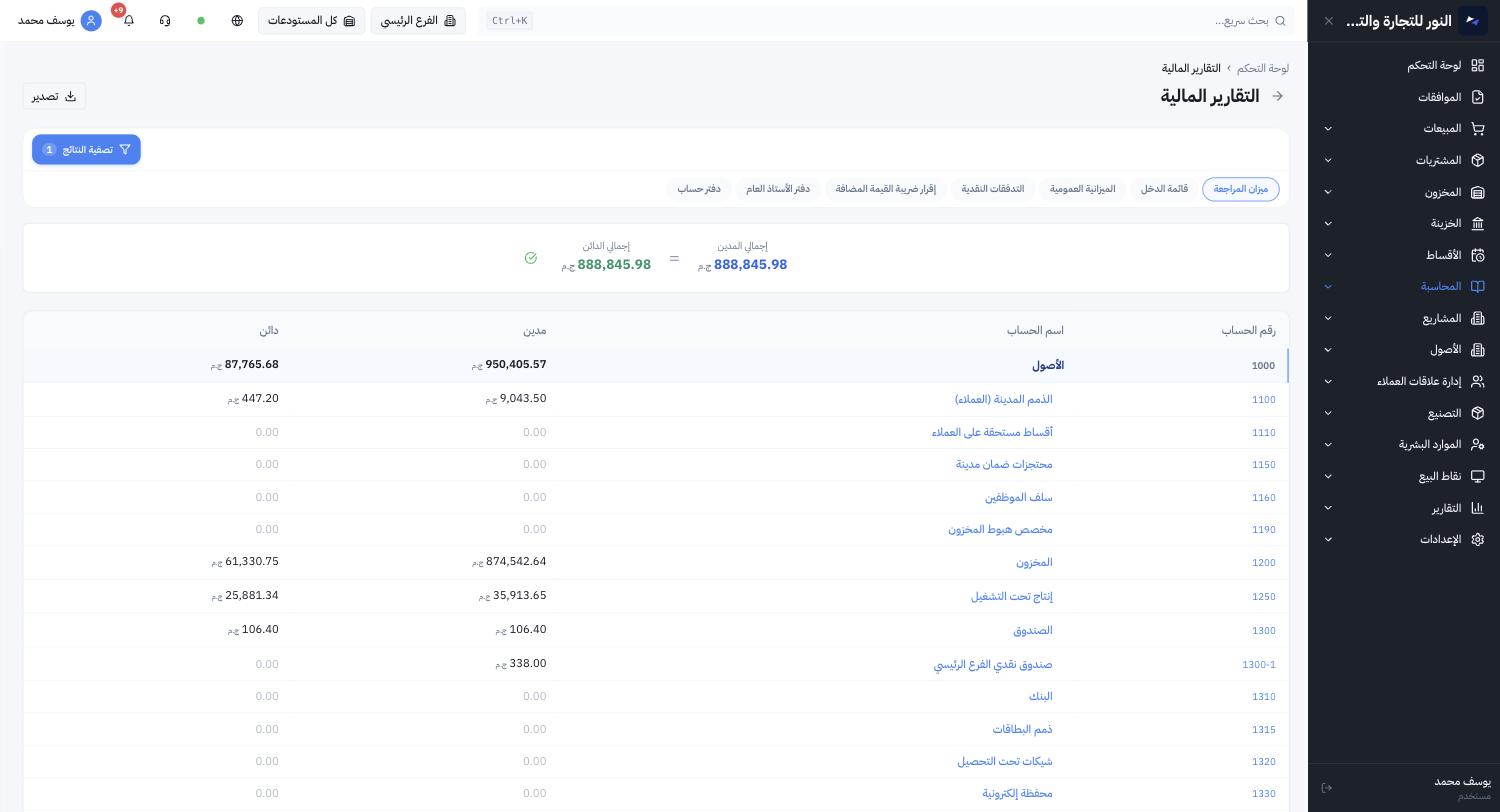 النور للتجارة والتـ...
لوحة التحكم
الموافقات
المبيعات
المشتريات
المخزون
الخزينة
الأقساط
المحاسبة
المشاريع
الأصول
إدارة علاقات العملاء
التصنيع
الموارد البشرية
نقاط البيع
التقارير
الإعدادات
يوسف محمد
مستخدم
بحث سريع... Ctrl+K
الفرع الرئيسي
كل المستودعات
+9
يوسف محمد
لوحة التحكم › التقارير المالية
التقارير المالية
تصدير
تصفية النتائج 1
ميزان المراجعة قائمة الدخل الميزانية العمومية التدفقات النقدية إقرار ضريبة القيمة المضافة دفتر الأستاذ العام دفتر حساب
إجمالي المدين = إجمالي الدائن
888,845.98 ج.م 888,845.98 ج.م
رقم الحساب اسم الحساب مدين دائن
1000 الأصول 950,405.57 ج.م 87,765.68 ج.م
1100 الذمم المدينة (العملاء) 9,043.50 ج.م 447.20 ج.م
1110 أقساط مستحقة على العملاء 0.00 0.00
1150 محتجزات ضمان مدينة 0.00 0.00
1160 سلف الموظفين 0.00 0.00
1190 مخصص هبوط المخزون 0.00 0.00
1200 المخزون 874,542.64 ج.م 61,330.75 ج.م
1250 إنتاج تحت التشغيل 35,913.65 ج.م 25,881.34 ج.م
1300 الصندوق 106.40 ج.م 106.40 ج.م
1300-1 صندوق نقدي الفرع الرئيسي 338.00 ج.م 0.00
1310 البنك 0.00 0.00
1315 ذمم البطاقات 0.00 0.00
1320 شيكات تحت التحصيل 0.00 0.00
1330 محفظة إلكترونية 0.00 0.00